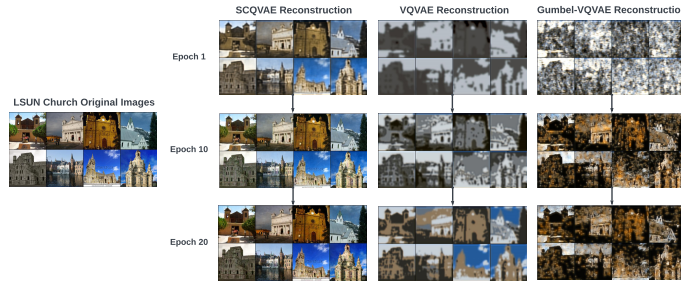 SCQVAE Reconstruction
VQVAE Reconstruction
Gumbel-VQVAE Reconstructio
Epoch 1
LSUN Church Original Images
Epoch 10
Epoch 20